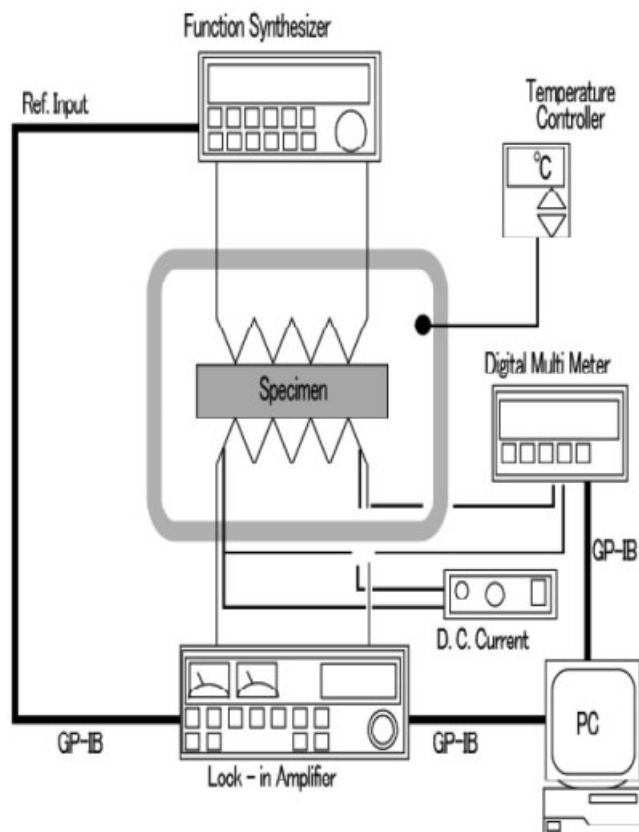 Function Synthesizer
Ref. Input
Temperature
Controller
°C
Specimen
Digital Multi Meter
GP-IB
D. C. Current
PC
GP-IB
GP-IB
Lock - in Amplifier